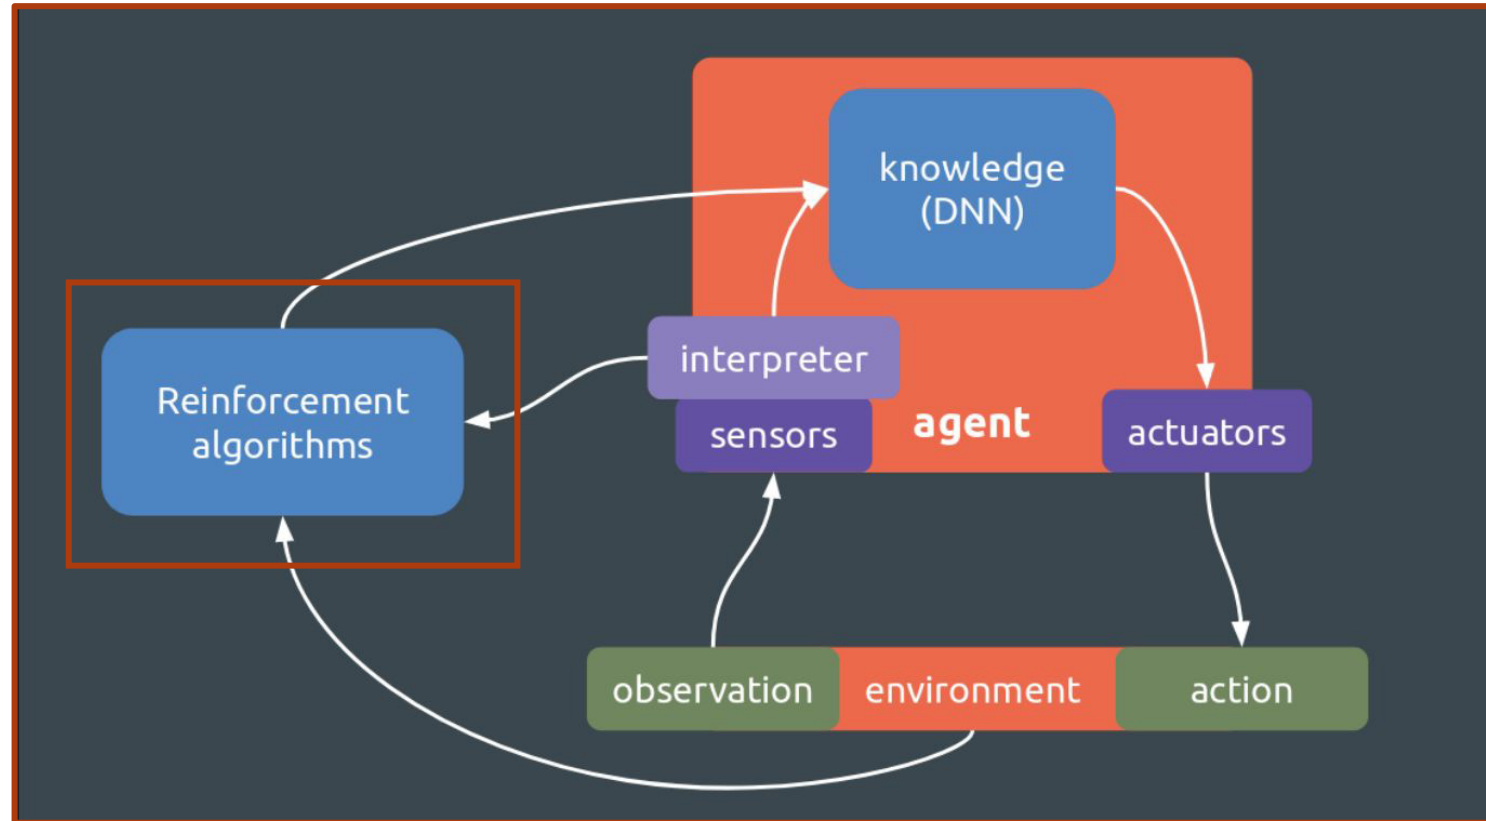 knowledge
(DNN)
interpreter
Reinforcement
algorithms
sensors
agent
actuators
observation
environment
action